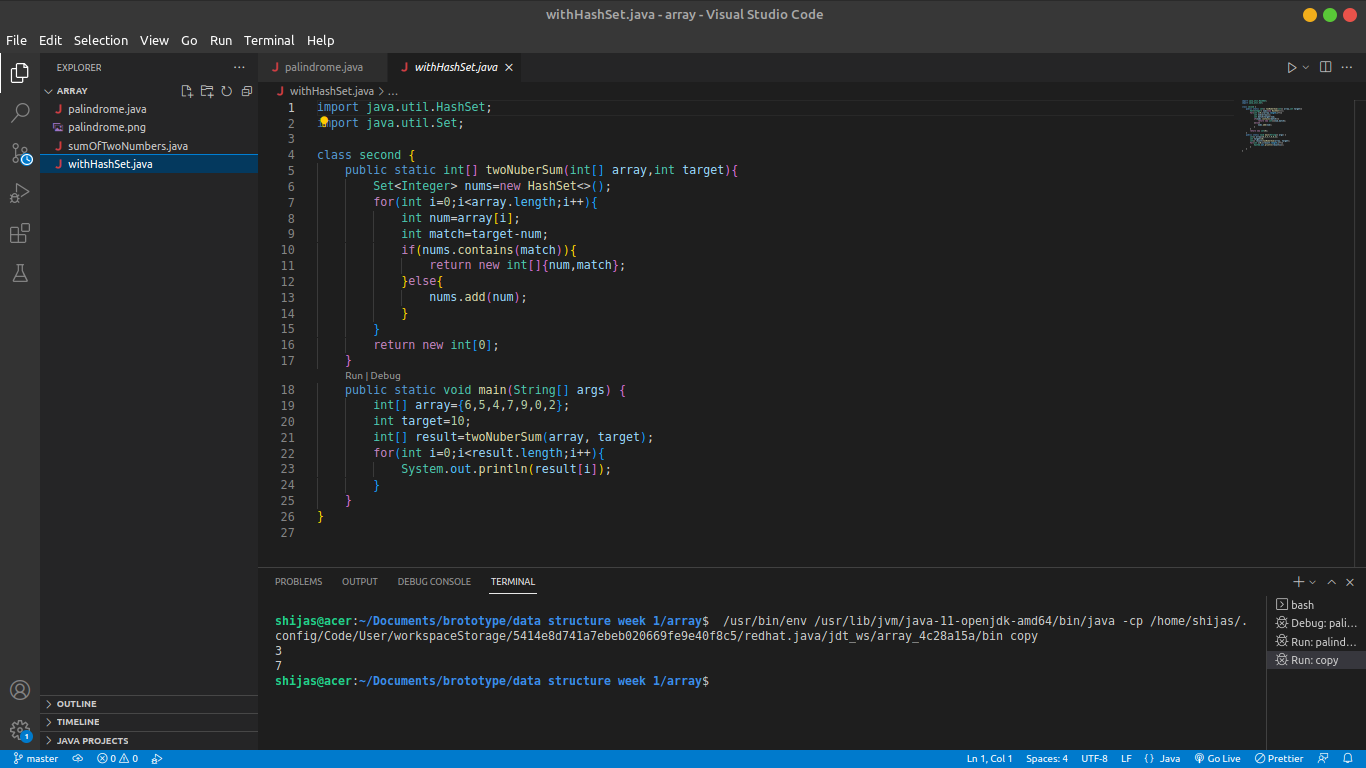 withHashSet.java - array - Visual Studio Code
File Edit Selection View Go Run Terminal Help
EXPLORER
ARRAY
palindrome.java
palindrome.png
sumOfTwoNumbers.java
withHashSet.java
OUTLINE
TIMELINE
JAVA PROJECTS
palindrome.java withHashSet.java
withHashSet.java > ...
1 import java.util.HashSet;
2 import java.util.Set;
3
4 class second {
5 public static int[] twoNuberSum(int[] array,int target){
6 Set<Integer> nums=new HashSet<>();
7 for(int i=0;i<array.length;i++){
8 int num=array[i];
9 int match=target-num;
10 if(nums.contains(match)){
11 return new int[]{num,match};
12 }else{
13 nums.add(num);
14 }
15 }
16 return new int[0];
17 }
Run | Debug
18 public static void main(String[] args) {
19 int[] array={6,5,4,7,9,0,2};
20 int target=10;
21 int[] result=twoNuberSum(array, target);
22 for(int i=0;i<result.length;i++){
23 System.out.println(result[i]);
24 }
25 }
26 }
27
PROBLEMS OUTPUT DEBUG CONSOLE TERMINAL
shijas@acer:~/Documents/brototype/data structure week 1/array$ /usr/bin/env /usr/lib/jvm/java-11-openjdk-amd64/bin/java -cp /home/shijas/.
config/Code/User/workspaceStorage/5414e8d741a7ebeb020669fe9e40f8c5/redhat.java/jdt_ws/array_4c28a15a/bin copy
3
7
shijas@acer:~/Documents/brototype/data structure week 1/array$
bash
Debug: pali...
Run: palind...
Run: copy
master 0 0 Ln 1, Col 1 Spaces: 4 UTF-8 LF {} Java Go Live Prettier
1